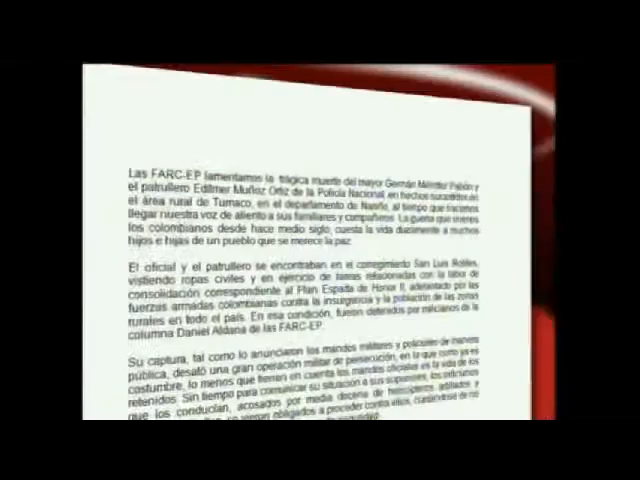 Las FARC-EP lamentamos la trágica muerte del mayor Germán Méndez Pabón y
el patrullero Edilmer Muñoz Ortiz de la Policía Nacional, en hechos sucedidos en
el área rural de Tumaco, en el departamento de Nariño, al tiempo que hacemos
llegar nuestra voz de aliento a sus familiares y compañeros. La guerra que
los colombianos desde hace medio siglo, cuesta la vida diariamente a muchos
hijos e hijas de un pueblo que se merece la paz.
El oficial y el patrullero se encontraban en el corregimiento San Luis Robles,
vistiendo ropas civiles y en ejercicio de tareas relacionadas con la labor de
consolidación correspondiente al Plan Espada de Honor II, adelantado por las
fuerzas armadas colombianas contra la insurgencia y la población de las zonas
rurales en todo el país. En esa condición, fueron detenidos por milicianos de la
columna Daniel Aldana de las FARC-EP.
Su captura, tal como lo anunciaron los mandos militares y policiales de manera
pública, desató una gran operación militar de persecución, en la que como ya es
costumbre, lo menos que tienen en cuenta los mandos oficiales es la vida de los
retenidos. Sin tiempo para comunicar su situación a sus superiores, los milicianos
que los conducían, acosados por media decena de helicópteros artillados y
vieron obligados a proceder contra ellos, cuidándose de no